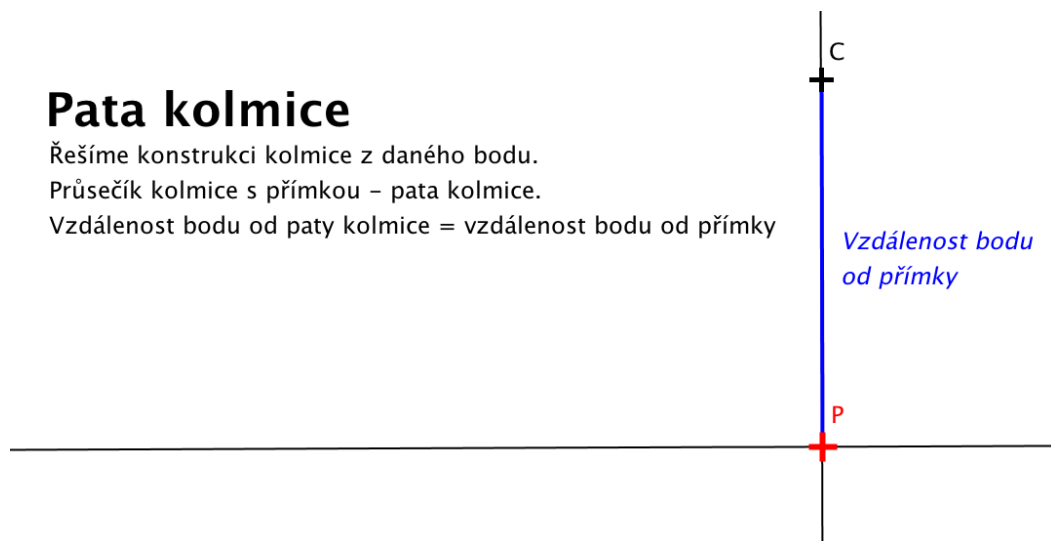 Pata kolmice
Řešíme konstrukci kolmice z daného bodu.
Průsečík kolmice s přímkou – pata kolmice.
Vzdálenost bodu od paty kolmice = vzdálenost bodu od přímky
C
Vzdálenost bodu
od přímky
P